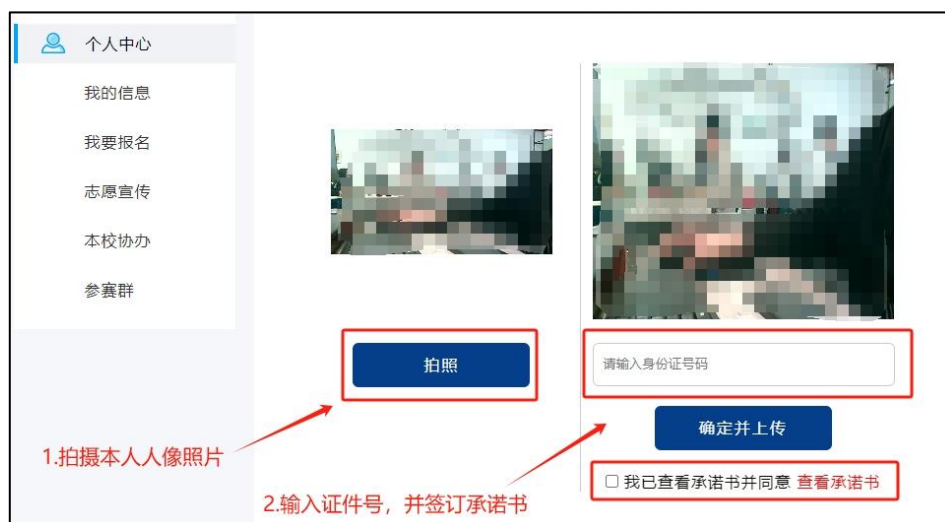 个人中心
我的信息
我要报名
志愿宣传
本校协办
参赛群
拍照
请输入身份证号码
确定并上传
1.拍摄本人人像照片
我已查看承诺书并同意 查看承诺书
2.输入证件号，并签订承诺书